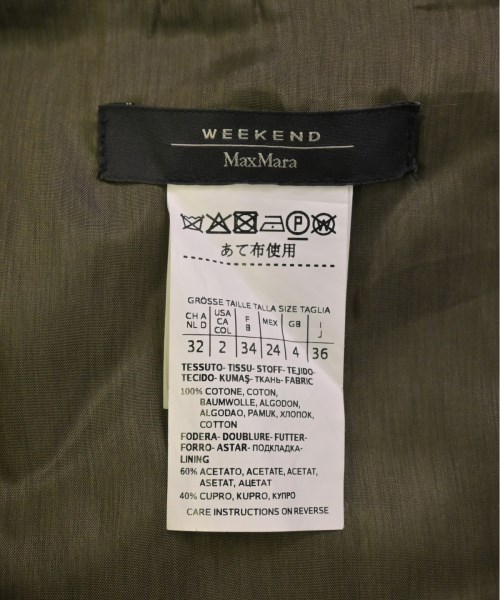 WEEKEND
MaxMara
P W
あて布使用
GRÖSSE TAILLE TALLA SIZE TAGLIA
CH A NL D USA CA COL F B MEX GB I J
32 2 34 24 4 36
TESSUTO- TISSU- STOFF- TEJIDO-
TECIDO- KUMAŞ- ТКАНЬ- FABRIC
100% COTONE, COTON,
BAUMWOLLE, ALGODON,
ALGODAO, PAMUK, ХЛОПОК,
COTTON
FODERA- DOUBLURE- FUTTER-
FORRO- ASTAR- ПОДКЛАДКА-
LINING
60% ACETATO, ACETATE, ACETAT,
ASETAT, АЦЕТАТ
40% CUPRO, KUPRO, КУПРО
CARE INSTRUCTIONS ON REVERSE